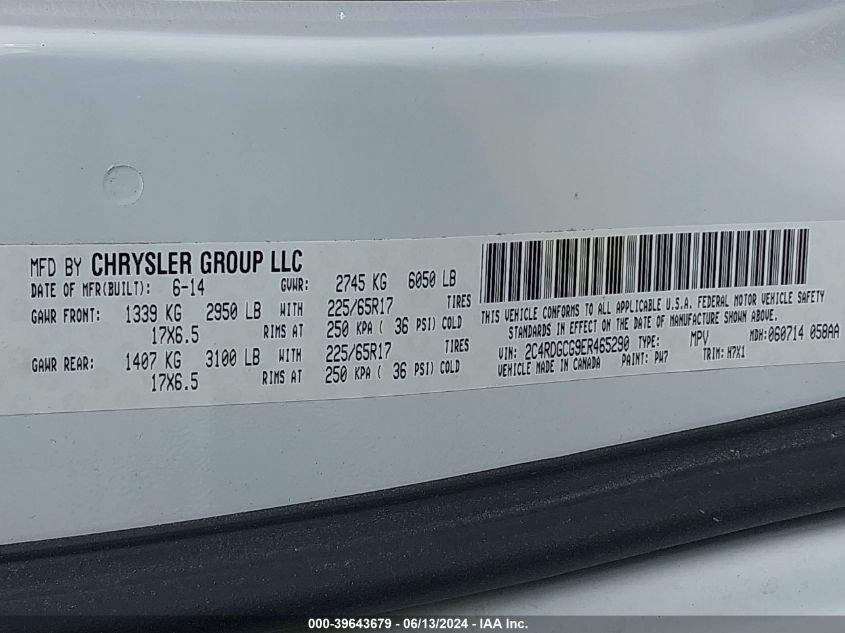 MFD BY CHRYSLER GROUP LLC
DATE OF MFR(BUILT): 6-14 GVWR: 2745 KG 6050 LB
GAWR FRONT: 1339 KG 2950 LB WITH 225/65R17 TIRES
17X6.5 RIMS AT 250 KPA ( 36 PSI) COLD
GAWR REAR: 1407 KG 3100 LB WITH 225/65R17 TIRES
17X6.5 RIMS AT 250 KPA ( 36 PSI) COLD
THIS VEHICLE CONFORMS TO ALL APPLICABLE U.S.A. FEDERAL MOTOR VEHICLE SAFETY
STANDARDS IN EFFECT ON THE DATE OF MANUFACTURE SHOWN ABOVE.
VIN: 2C4RDGCG9ER465290 TYPE: MPV MDH: 060714 058AA
VEHICLE MADE IN CANADA PAINT: PW7 TRIM: H7X1
000-39643679 - 06/13/2024 - IAA Inc.